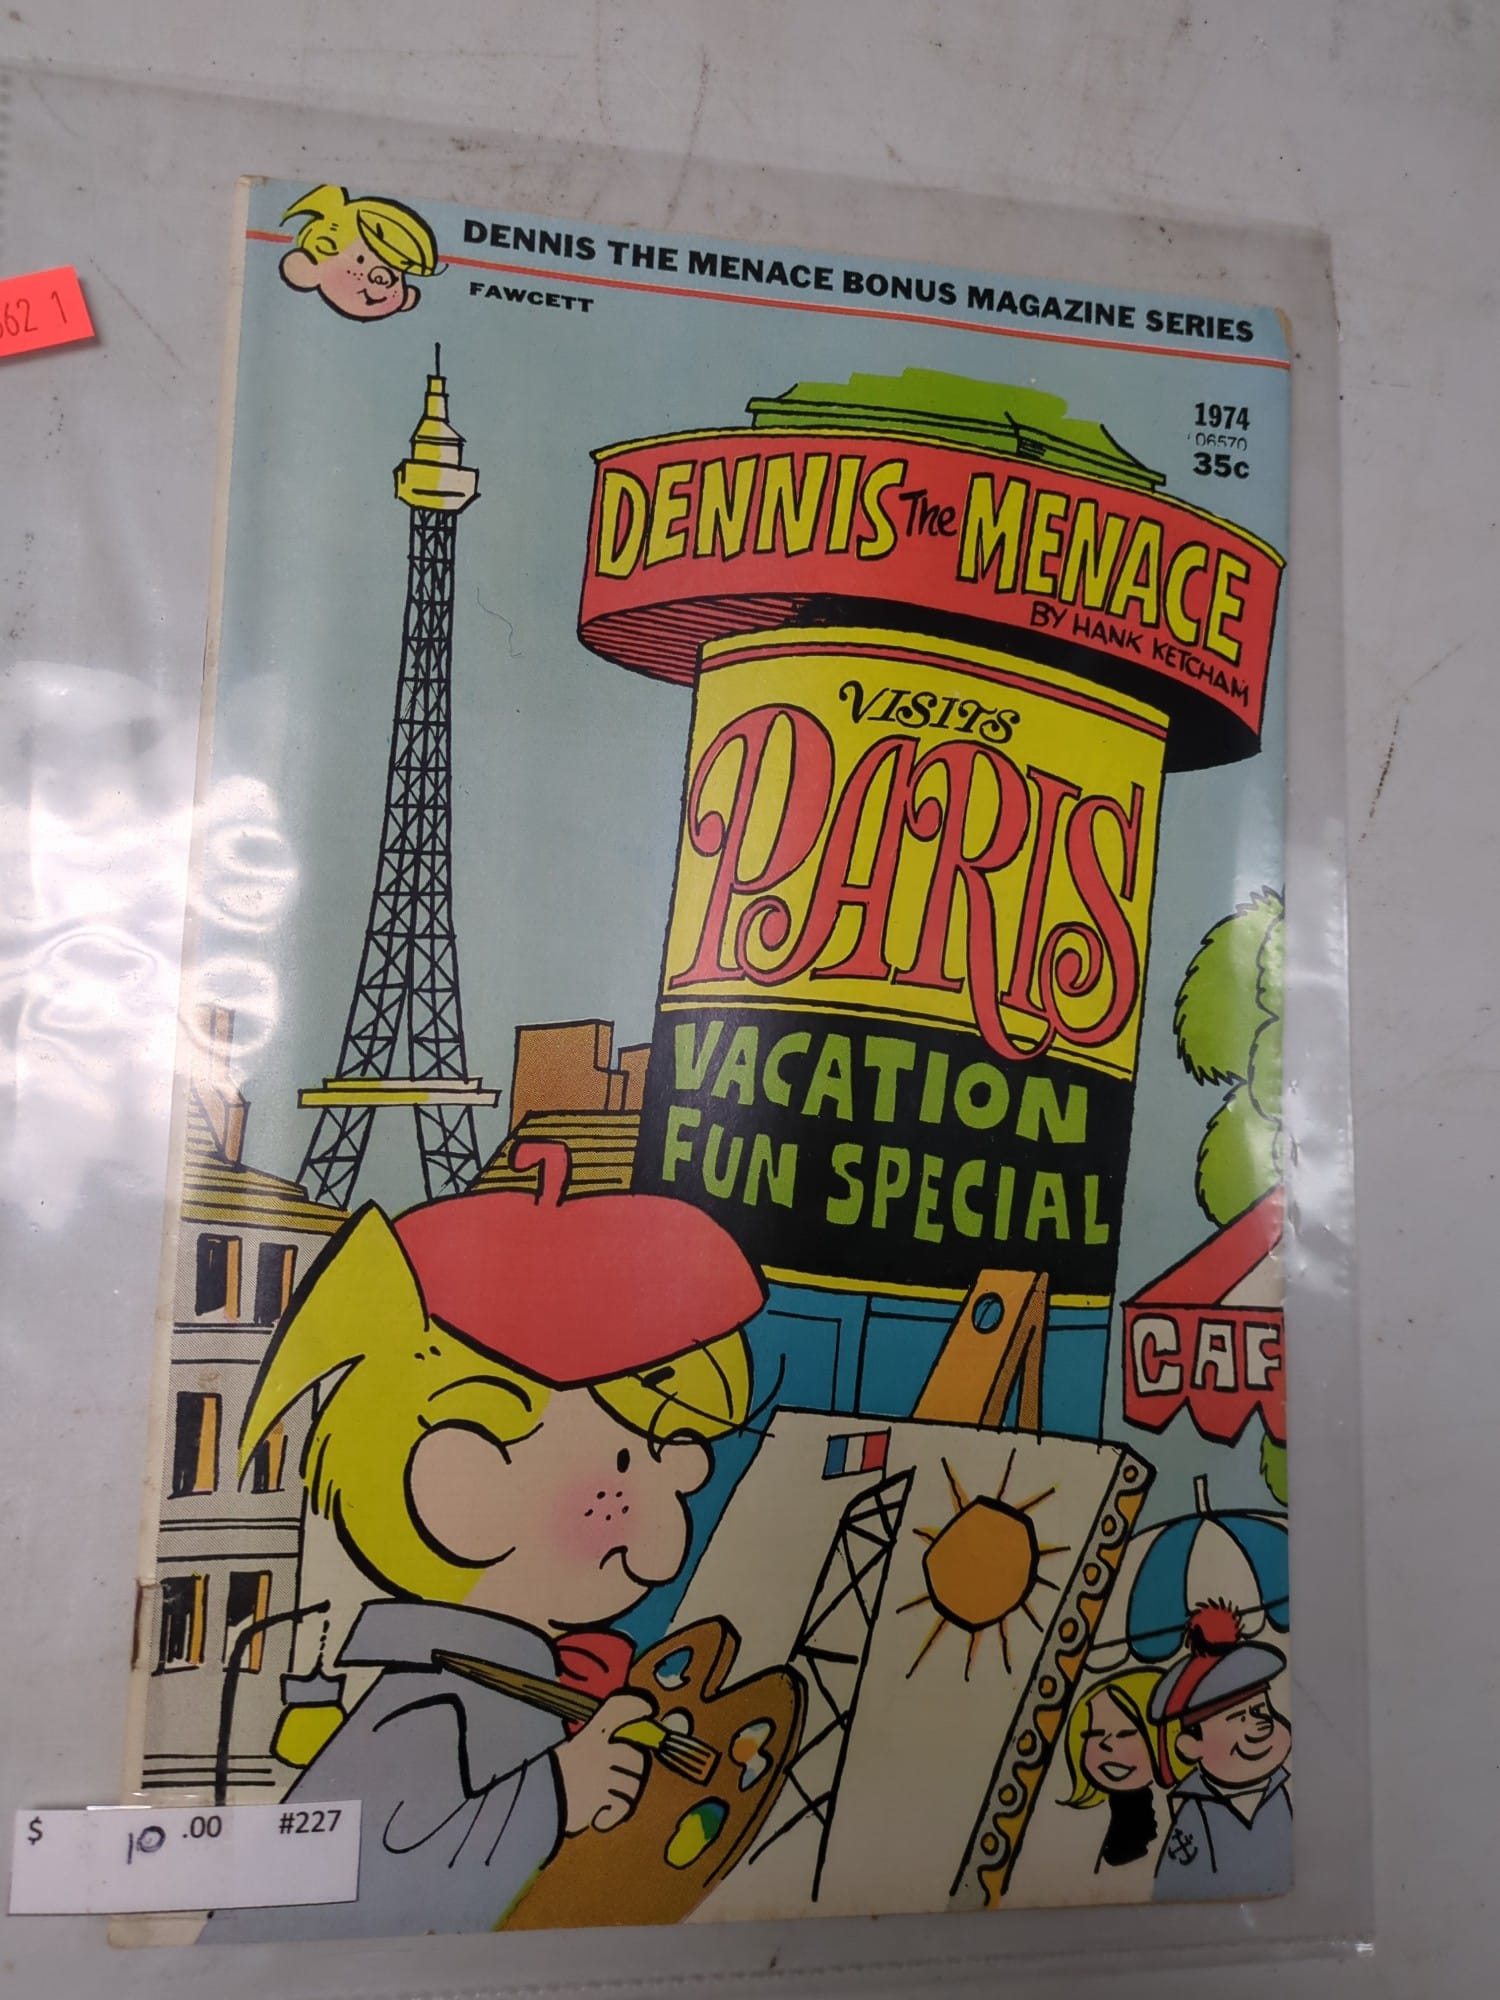 DENNIS THE MENACE BONUS MAGAZINE SERIES
FAWCETT
1974
06570
35c
DENNIS The MENACE
BY HANK KETCHAM
VISITS
PARIS
VACATION
FUN SPECIAL
CAF
62 1
$ 10 .00 #227